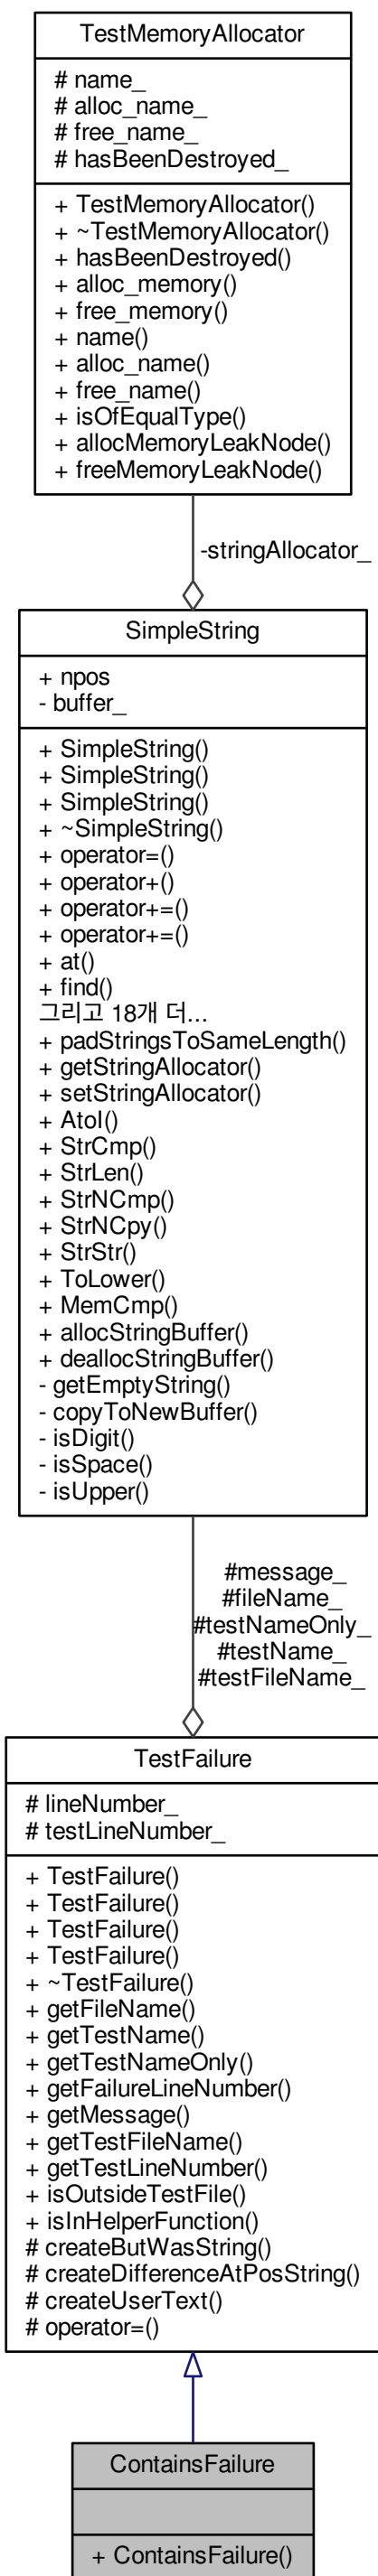 TestMemoryAllocator
# name_
# alloc_name_
# free_name_
# hasBeenDestroyed_
+ TestMemoryAllocator()
+ ~TestMemoryAllocator()
+ hasBeenDestroyed()
+ alloc_memory()
+ free_memory()
+ name()
+ alloc_name()
+ free_name()
+ isOfEqualType()
+ allocMemoryLeakNode()
+ freeMemoryLeakNode()
-stringAllocator_
SimpleString
+ npos
- buffer_
+ SimpleString()
+ SimpleString()
+ SimpleString()
+ ~SimpleString()
+ operator=()
+ operator+()
+ operator+=()
+ operator+=()
+ at()
+ find()
그리고 18개 더...
+ padStringsToSameLength()
+ getStringAllocator()
+ setStringAllocator()
+ AtoI()
+ StrCmp()
+ StrLen()
+ StrNCmp()
+ StrNCpy()
+ StrStr()
+ ToLower()
+ MemCmp()
+ allocStringBuffer()
+ deallocStringBuffer()
- getEmptyString()
- copyToNewBuffer()
- isDigit()
- isSpace()
- isUpper()
#message_
#fileName_
#testNameOnly_
#testName_
#testFileName_
TestFailure
# lineNumber_
# testLineNumber_
+ TestFailure()
+ TestFailure()
+ TestFailure()
+ TestFailure()
+ ~TestFailure()
+ getFileName()
+ getTestName()
+ getTestNameOnly()
+ getFailureLineNumber()
+ getMessage()
+ getTestFileName()
+ getTestLineNumber()
+ isOutsideTestFile()
+ isInHelperFunction()
# createButWasString()
# createDifferenceAtPosString()
# createUserText()
# operator=()
ContainsFailure
+ ContainsFailure()